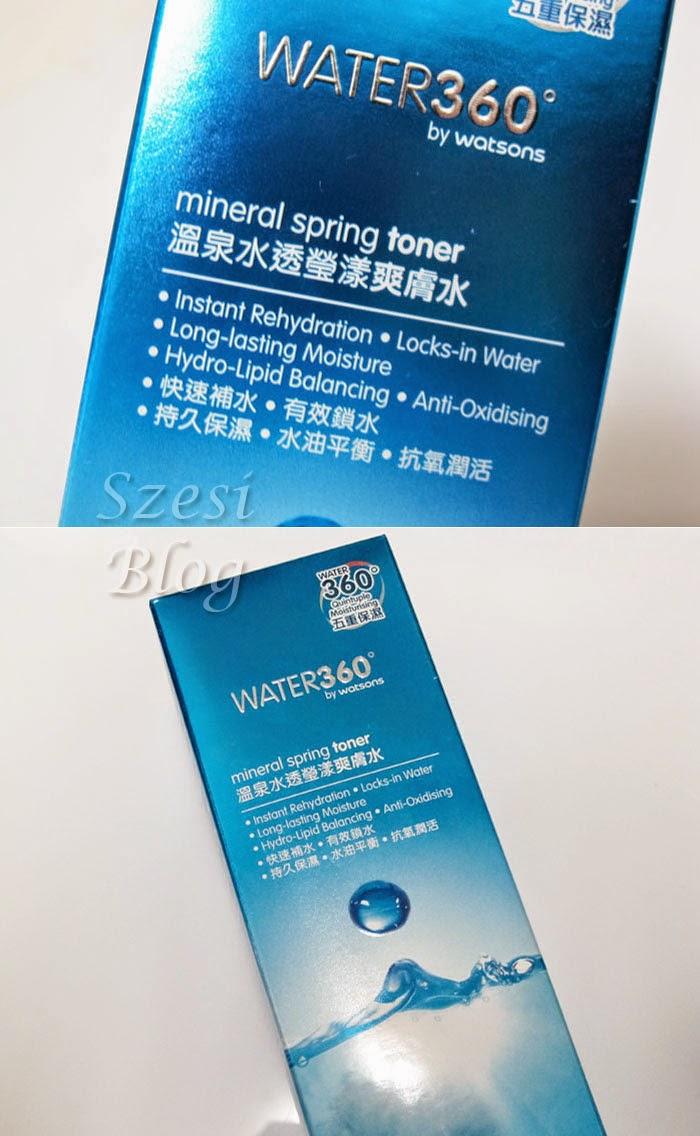 五重保濕
WATER360°
by watsons
mineral spring toner
溫泉水透瑩漾爽膚水
• Instant Rehydration • Locks-in Water
• Long-lasting Moisture
• Hydro-Lipid Balancing • Anti-Oxidising
• 快速補水 • 有效鎖水
• 持久保濕 • 水油平衡 • 抗氧潤活
Szesi
Blog
WATER
360°
Quintuple
Moisturising
五重保濕
WATER360°
by watsons
mineral spring toner
溫泉水透瑩漾爽膚水
• Instant Rehydration • Locks-in Water
• Long-lasting Moisture
• Hydro-Lipid Balancing • Anti-Oxidising
• 快速補水 • 有效鎖水
• 持久保濕 • 水油平衡 • 抗氧潤活